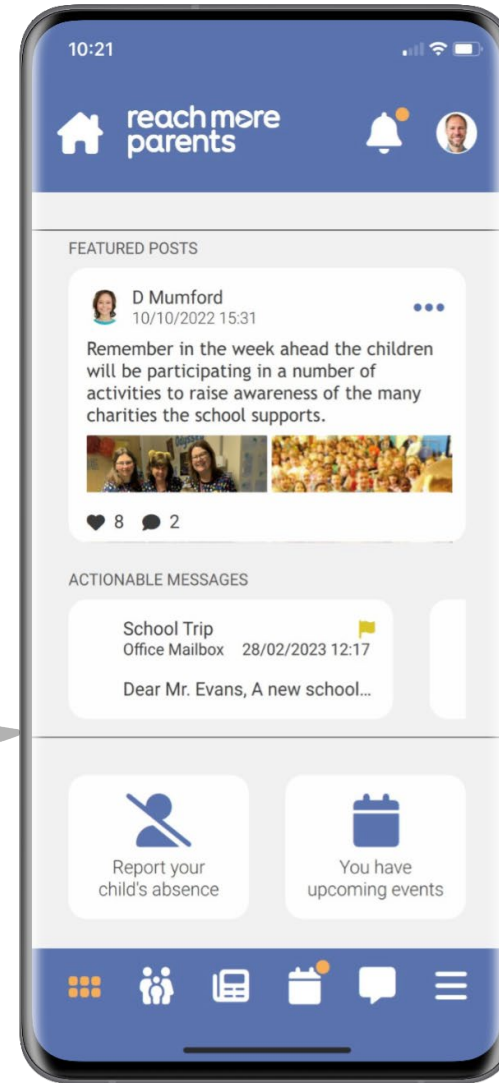 10:21
reach more
parents
FEATURED POSTS
D Mumford
10/10/2022 15:31
Remember in the week ahead the children
will be participating in a number of
activities to raise awareness of the many
charities the school supports.
8 2
ACTIONABLE MESSAGES
School Trip
Office Mailbox 28/02/2023 12:17
Dear Mr. Evans, A new school...
Report your
child's absence
You have
upcoming events